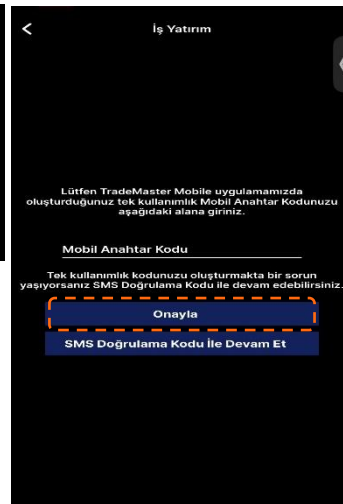 İş Yatırım
Lütfen TradeMaster Mobile uygulamamızda
oluşturduğunuz tek kullanımlık Mobil Anahtar Kodunuzu
aşağıdaki alana giriniz.
Mobil Anahtar Kodu
Tek kullanımlık kodunuzu oluşturmakta bir sorun
yaşıyorsanız SMS Doğrulama Kodu ile devam edebilirsiniz.
Onayla
SMS Doğrulama Kodu İle Devam Et